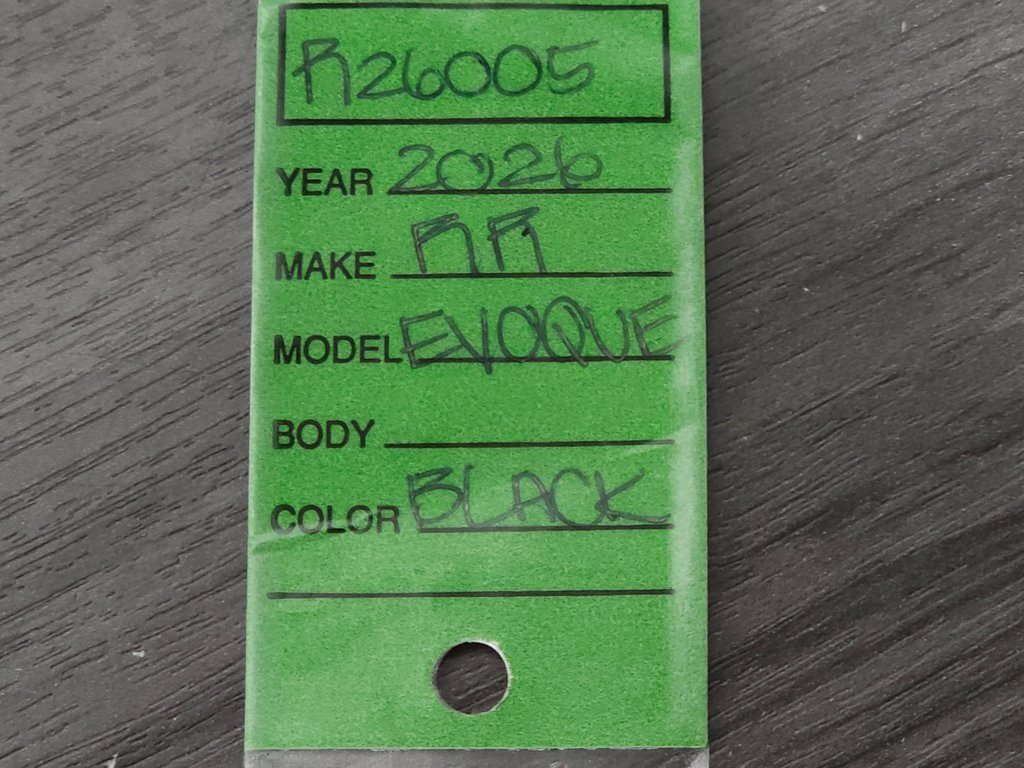 R26005
YEAR 2026
MAKE RR
MODEL EVOQUE
BODY
COLOR BLACK